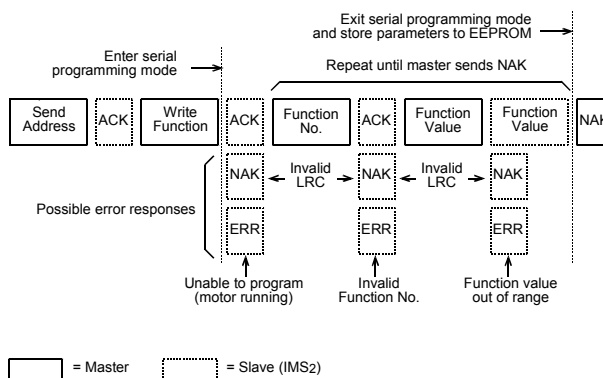 Exit serial programming mode
and store parameters to EEPROM
Enter serial
programming mode
Repeat until master sends NAK
Send
Address
ACK
Write
Function
ACK
Function
No.
ACK
Function
Value
Function
Value
NAK
NAK
Invalid
LRC
NAK
Invalid
LRC
NAK
Possible error responses
ERR
ERR
ERR
Unable to program
(motor running)
Invalid
Function No.
Function value
out of range
= Master
= Slave (IMS2)